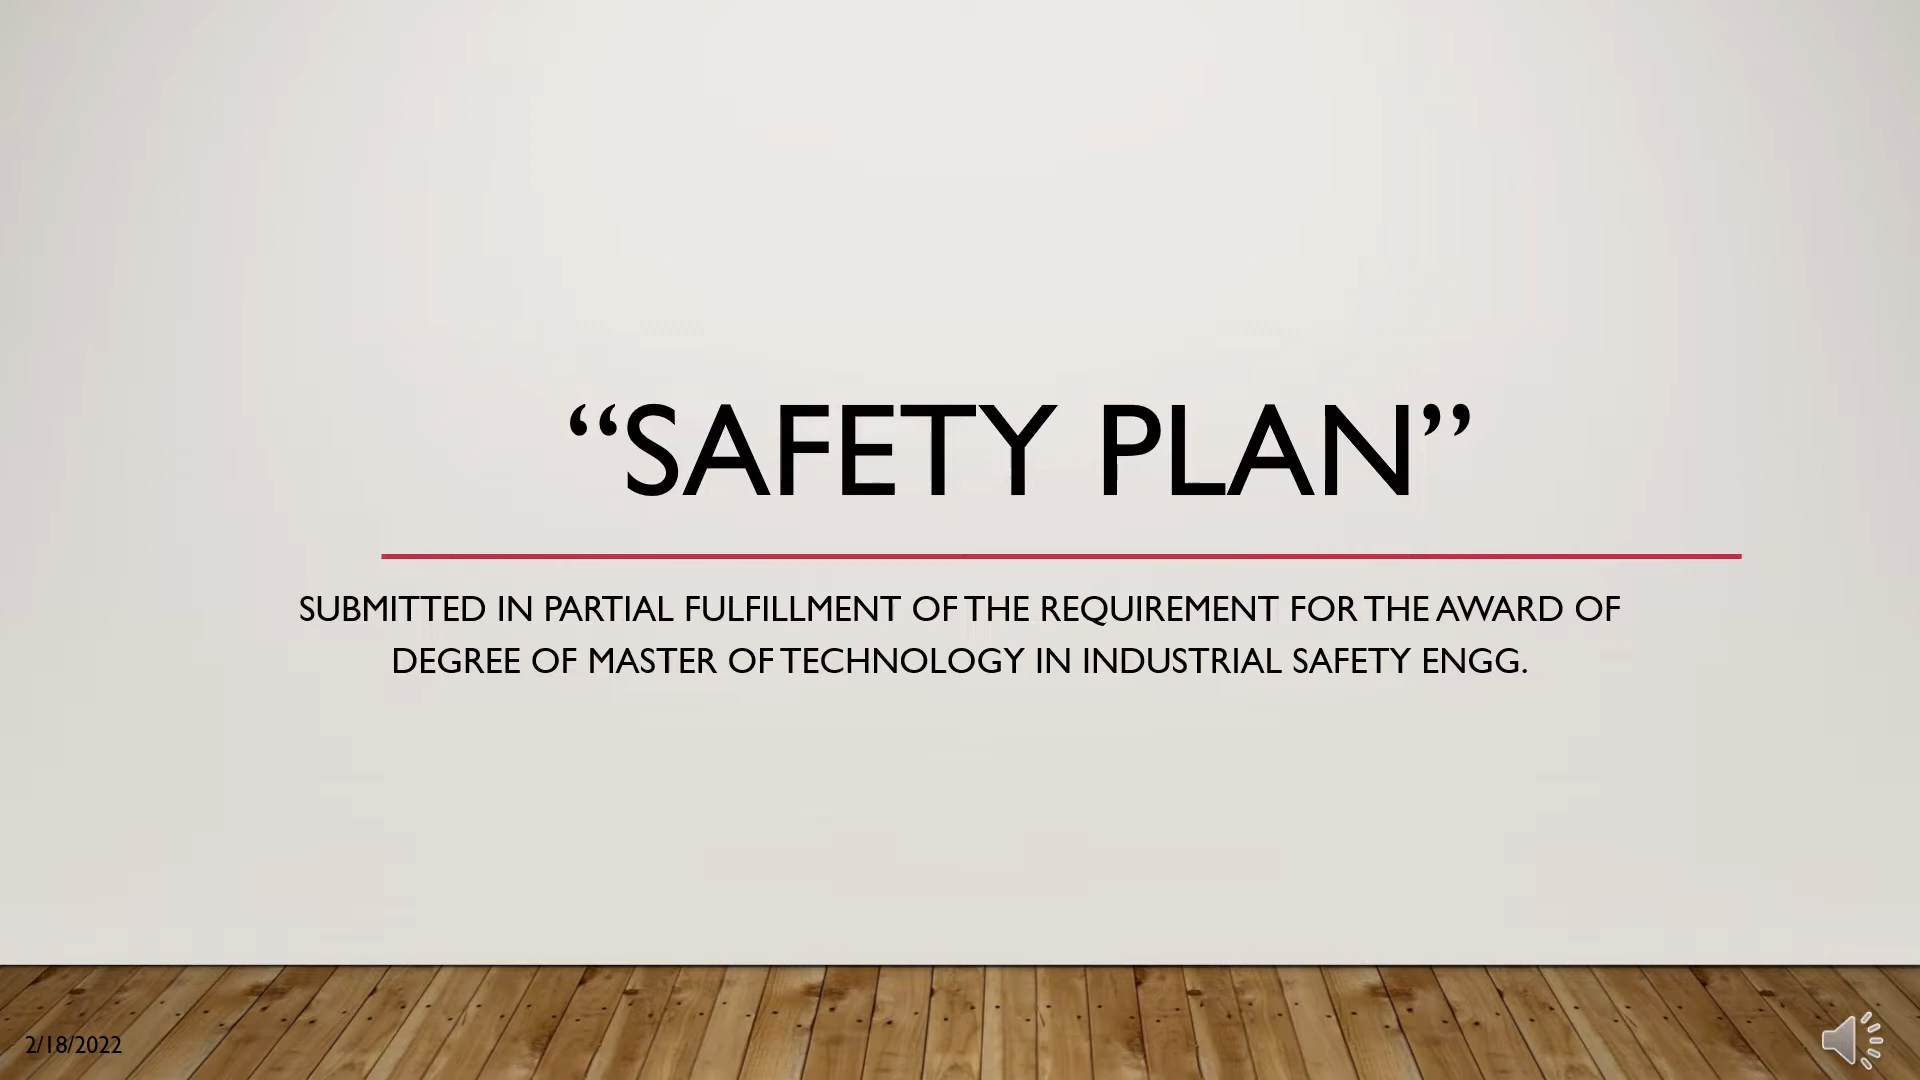 “SAFETY PLAN”
SUBMITTED IN PARTIAL FULFILLMENT OF THE REQUIREMENT FOR THE AWARD OF
DEGREE OF MASTER OF TECHNOLOGY IN INDUSTRIAL SAFETY ENGG.
2/18/2022